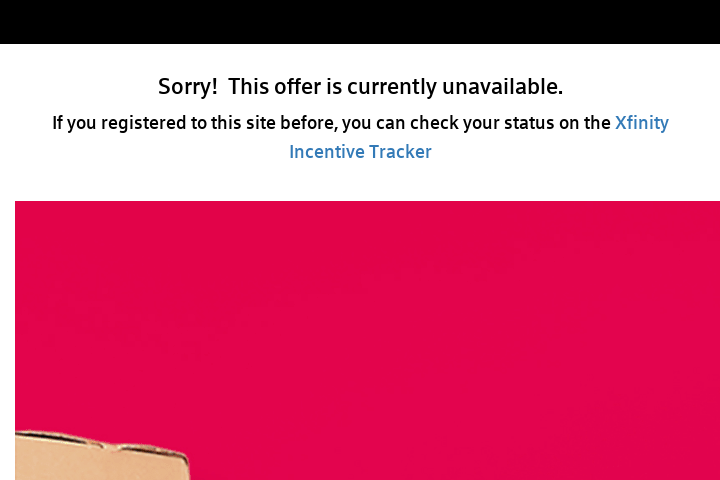 Sorry!  This offer is currently unavailable.
If you registered to this site before, you can check your status on the Xfinity
Incentive Tracker